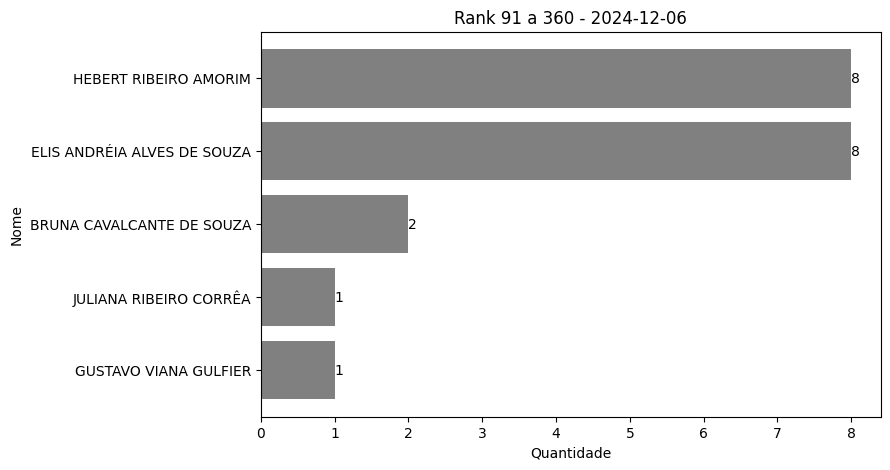 Rank 91 a 360 - 2024-12-06
Nome
HEBERT RIBEIRO AMORIM
8
ELIS ANDRÉIA ALVES DE SOUZA
8
BRUNA CAVALCANTE DE SOUZA
2
JULIANA RIBEIRO CORRÊA
1
GUSTAVO VIANA GULFIER
1
0 1 2 3 4 5 6 7 8
Quantidade